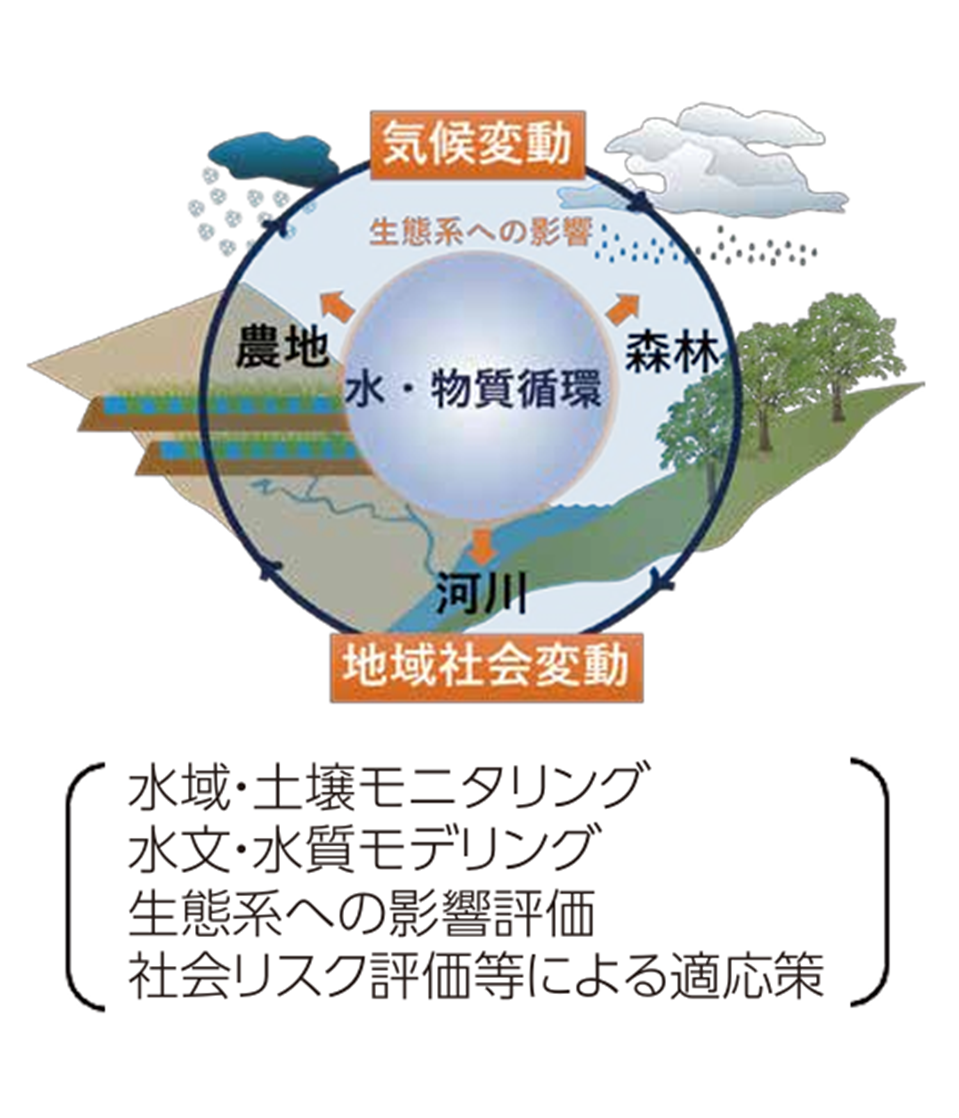 気候変動
生態系への影響
農地
森林
水・物質循環
河川
地域社会変動
水域・土壌モニタリング
水文・水質モデリング
生態系への影響評価
社会リスク評価等による適応策